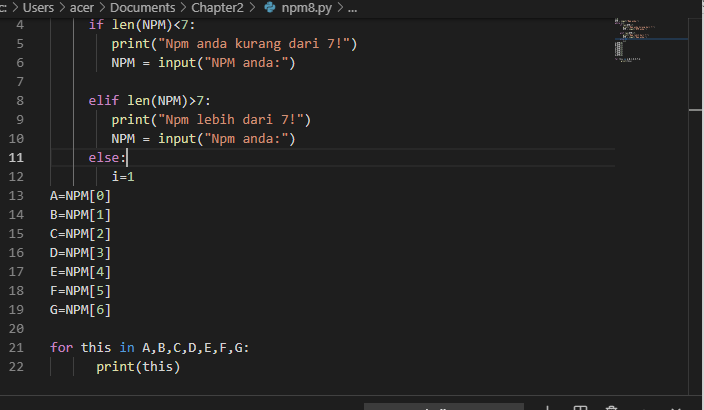 c: > Users > acer > Documents > Chapter2 > npm8.py > ...
4 if len(NPM)<7:
5 print("Npm anda kurang dari 7!")
6 NPM = input("NPM anda:")
7
8 elif len(NPM)>7:
9 print("Npm lebih dari 7!")
10 NPM = input("Npm anda:")
11 else:
12 i=1
13 A=NPM[0]
14 B=NPM[1]
15 C=NPM[2]
16 D=NPM[3]
17 E=NPM[4]
18 F=NPM[5]
19 G=NPM[6]
20
21 for this in A,B,C,D,E,F,G:
22 print(this)